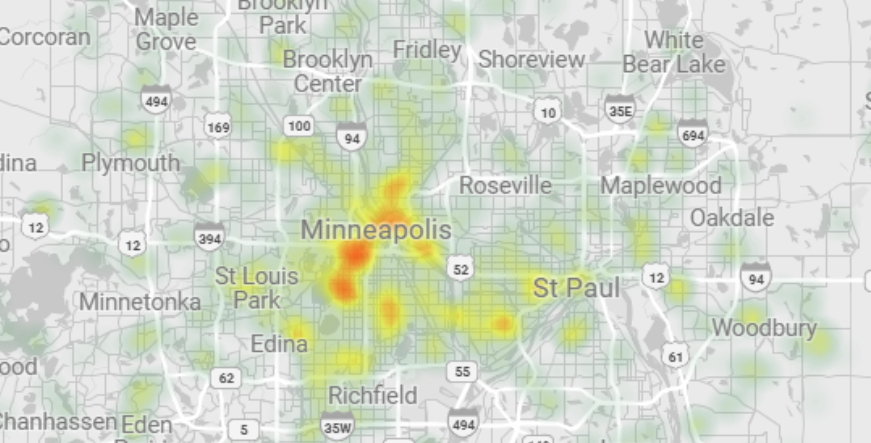 Brooklyn
Park
Maple
Grove
Corcoran
Fridley
White
Bear Lake
Brooklyn
Center
Shoreview
494
10
35E
169
100
94
694
Plymouth
Roseville
Maplewood
Oakdale
12
12
394
Minneapolis
52
St Louis
Park
St Paul
12
94
Minnetonka
Woodbury
Edina
61
62
55
Richfield
Chanhassen
Eden
5
35W
494